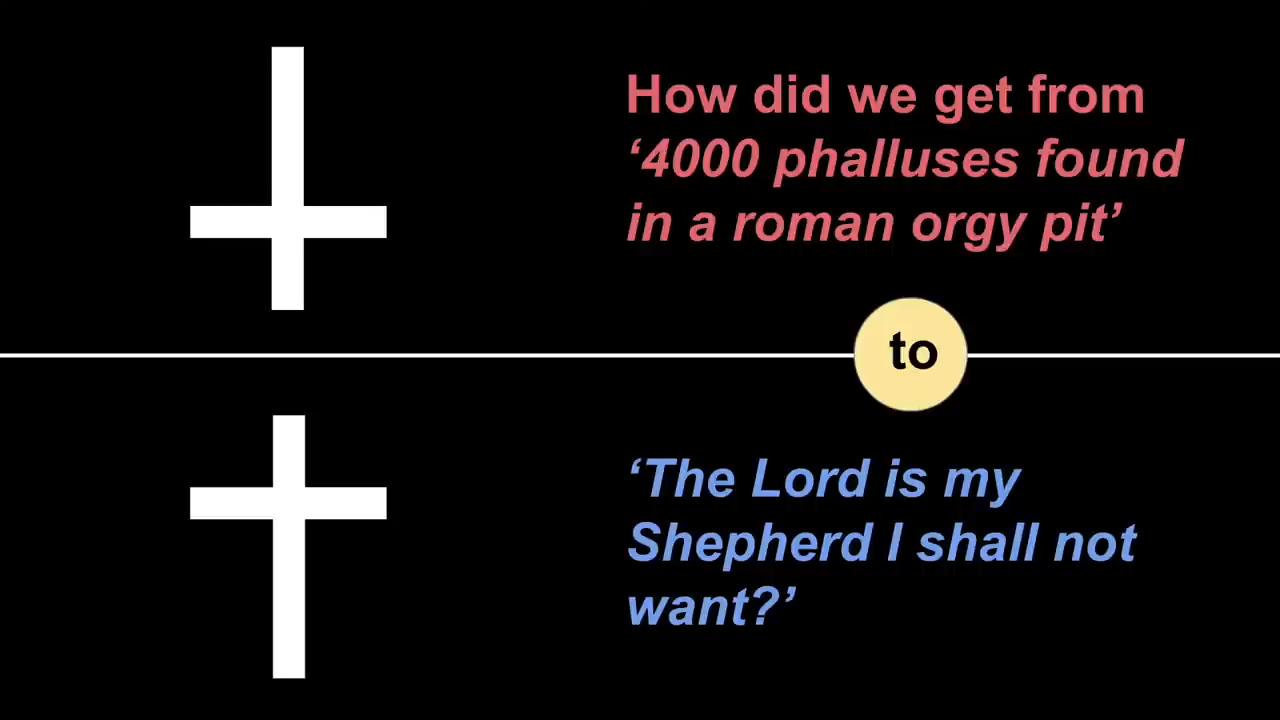 How did we get from
‘4000 phalluses found
in a roman orgy pit’
to
‘The Lord is my
Shepherd I shall not
want?’